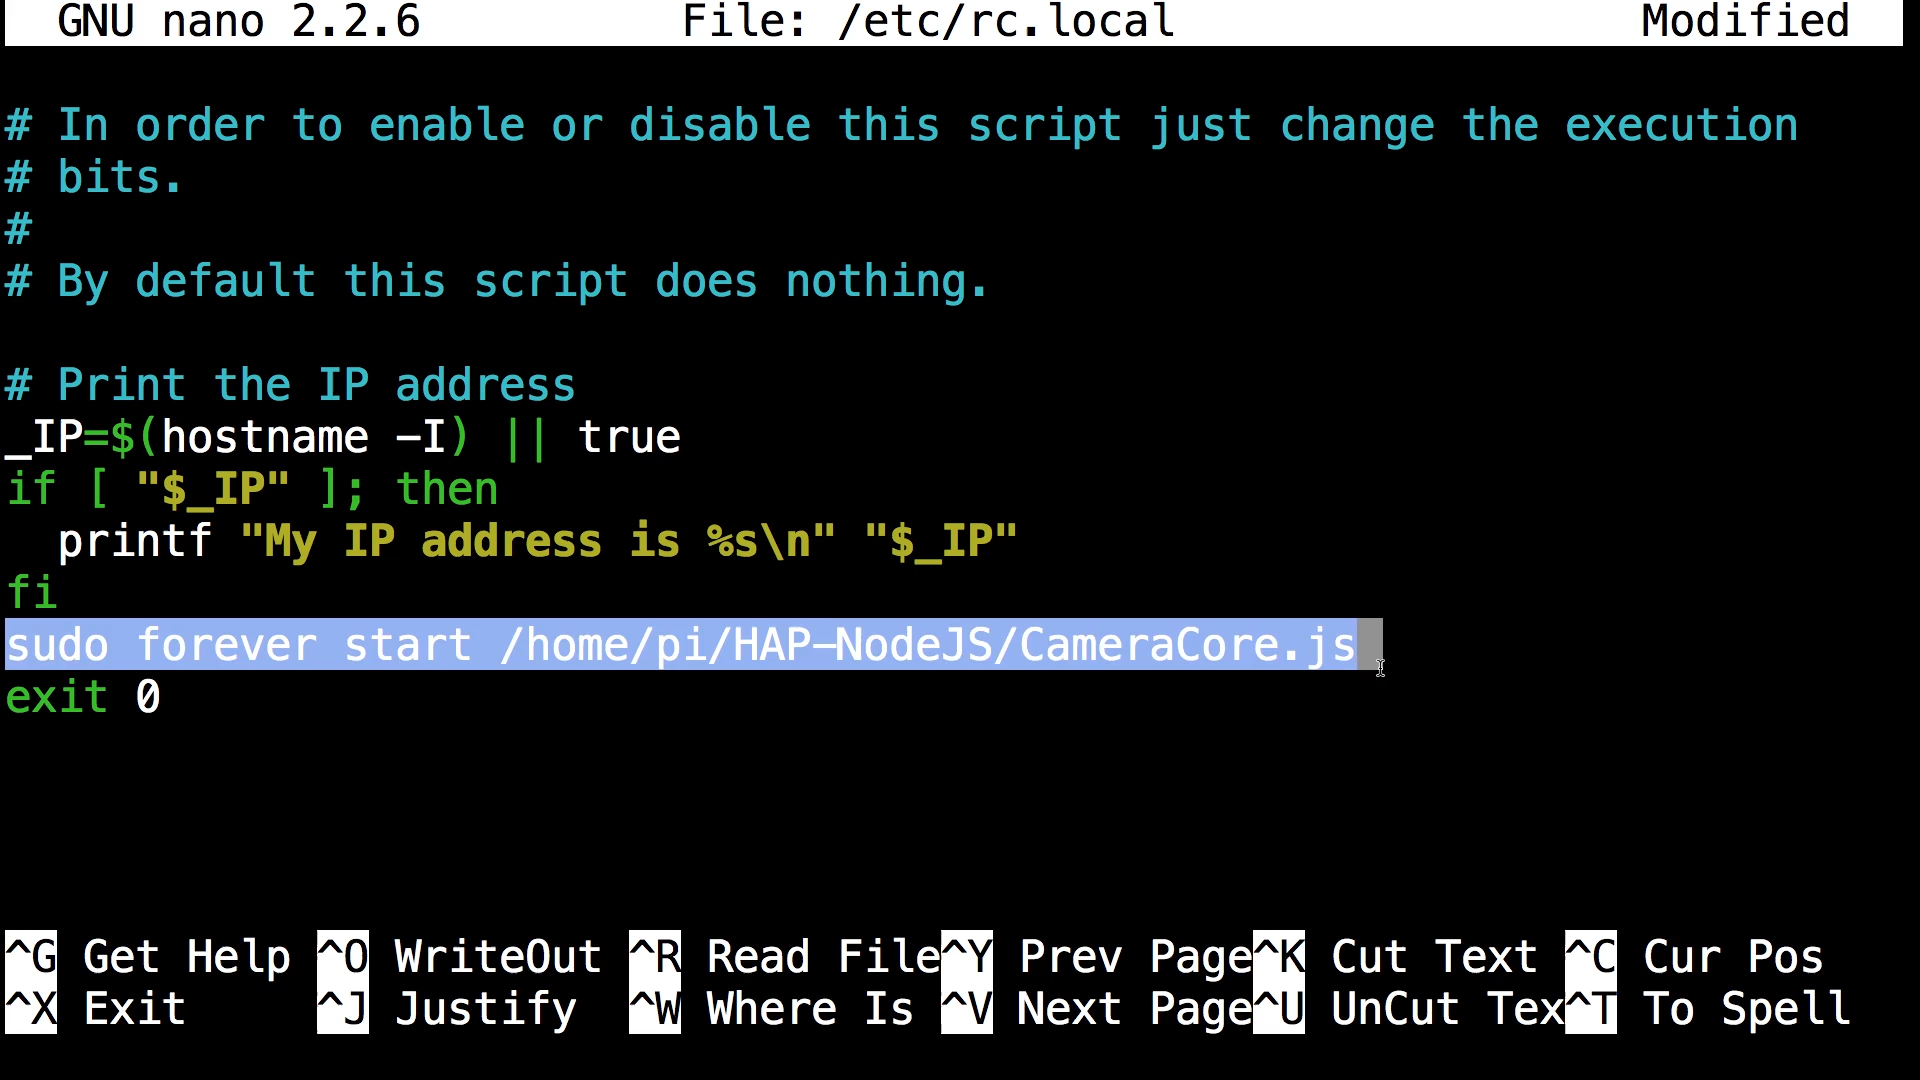 GNU nano 2.2.6 File: /etc/rc.local Modified
# In order to enable or disable this script just change the execution
# bits.
#
# By default this script does nothing.
# Print the IP address
_IP=$(hostname -I) || true
if [ "$_IP" ]; then
  printf "My IP address is %s\n" "$_IP"
fi
sudo forever start /home/pi/HAP-NodeJS/CameraCore.js
exit 0
^G Get Help ^O WriteOut ^R Read File ^Y Prev Page ^K Cut Text ^C Cur Pos
^X Exit ^J Justify ^W Where Is ^V Next Page ^U UnCut Tex ^T To Spell